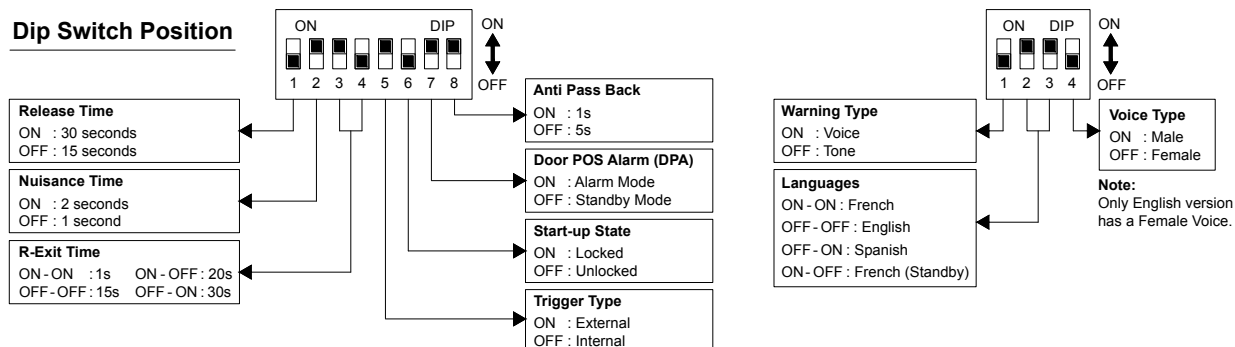 Dip Switch Position
ON DIP
1 2 3 4 5 6 7 8
ON
OFF
Release Time
ON : 30 seconds
OFF : 15 seconds
Nuisance Time
ON : 2 seconds
OFF : 1 second
R-Exit Time
ON-ON : 1s ON-OFF : 20s
OFF-OFF : 15s OFF-ON : 30s
Anti Pass Back
ON : 1s
OFF : 5s
Door POS Alarm (DPA)
ON : Alarm Mode
OFF : Standby Mode
Start-up State
ON : Locked
OFF : Unlocked
Trigger Type
ON : External
OFF : Internal
ON DIP
1 2 3 4
ON
OFF
Warning Type
ON : Voice
OFF : Tone
Languages
ON-ON : French
OFF-OFF : English
OFF-ON : Spanish
ON-OFF : French (Standby)
Voice Type
ON : Male
OFF : Female
Note:
Only English version
has a Female Voice.